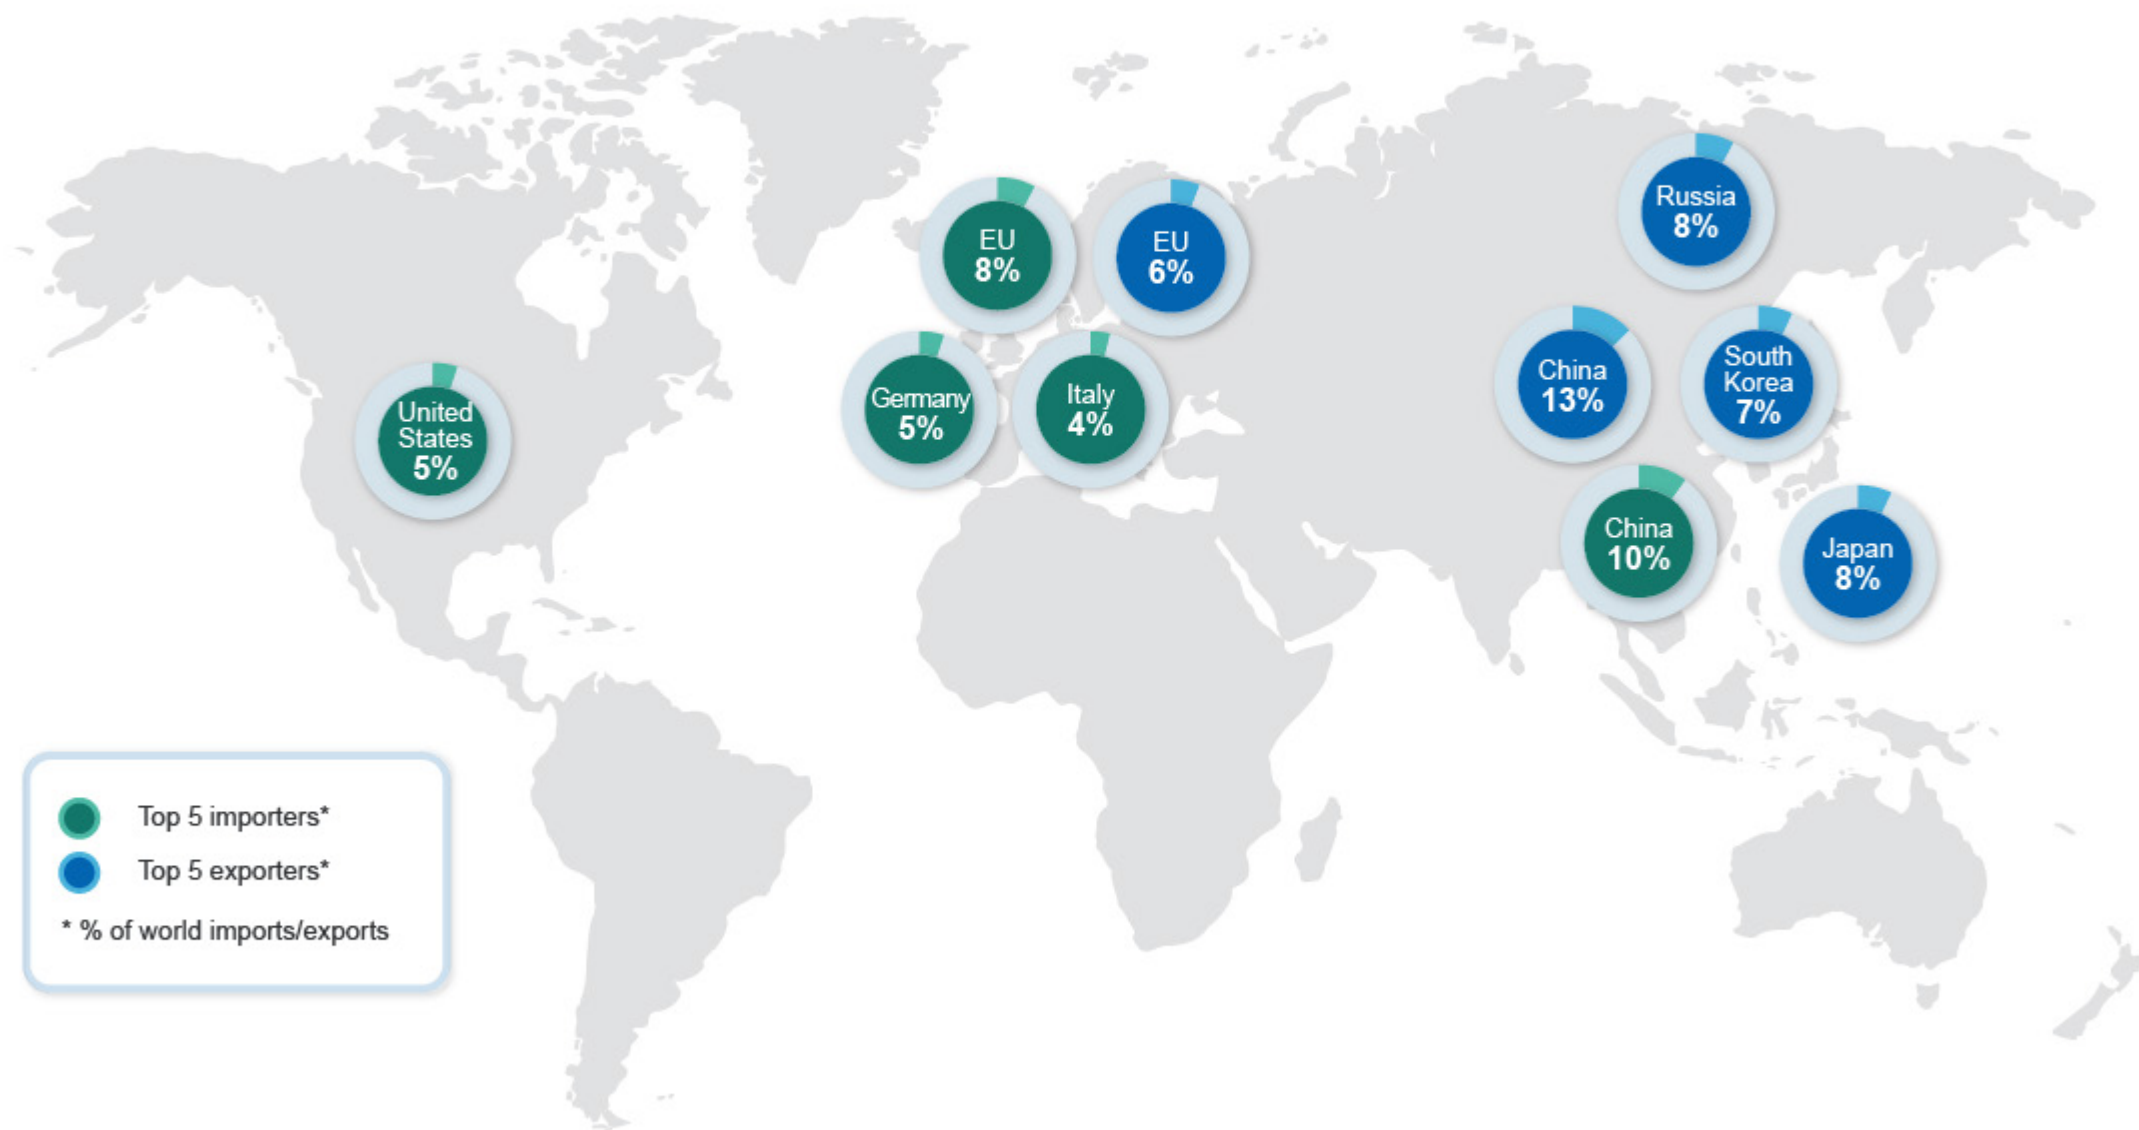 EU
8%
EU
6%
Russia
8%
United
States
5%
Germany
5%
Italy
4%
China
13%
South
Korea
7%
China
10%
Japan
8%
Top 5 importers*
Top 5 exporters*
* % of world imports/exports